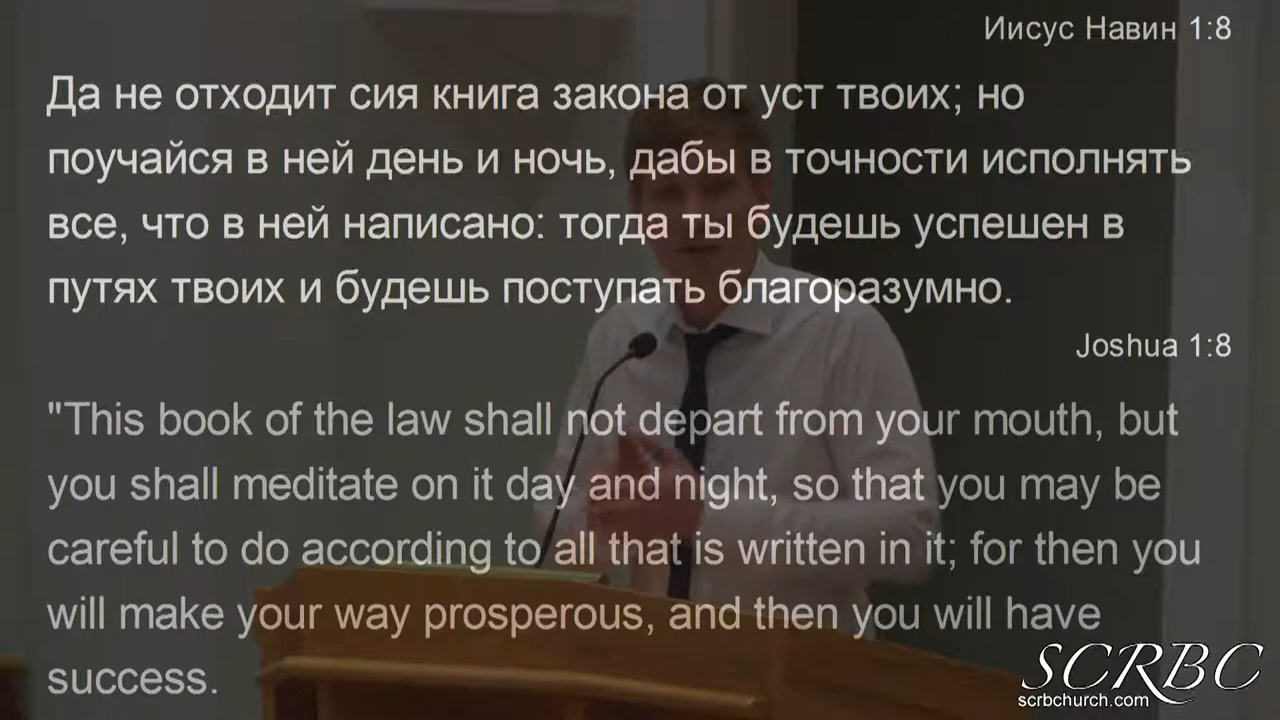 Иисус Навин 1:8
Да не отходит сия книга закона от уст твоих; но
поучайся в ней день и ночь, дабы в точности исполнять
все, что в ней написано: тогда ты будешь успешен в
путях твоих и будешь поступать благоразумно.
Joshua 1:8
"This book of the law shall not depart from your mouth, but
you shall meditate on it day and night, so that you may be
careful to do according to all that is written in it; for then you
will make your way prosperous, and then you will have
success.
SCRBC
scrbchurch.com